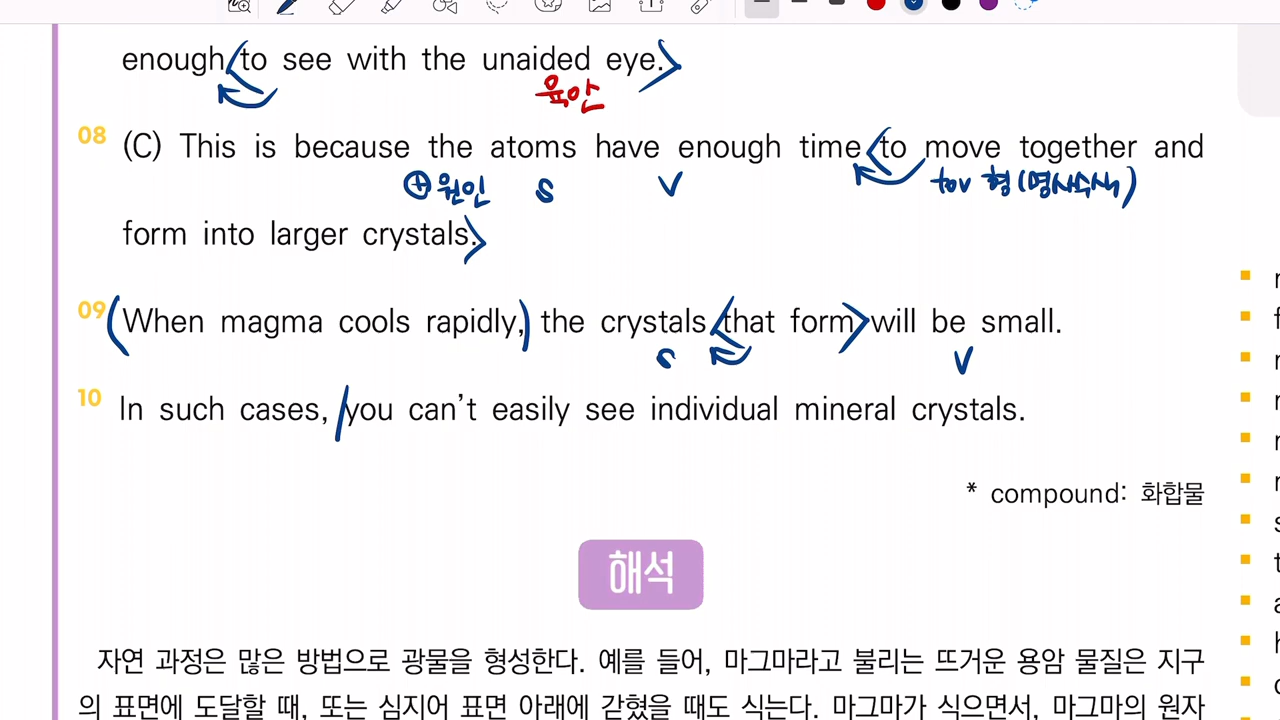 enough to see with the unaided eye.
육안
08 (C) This is because the atoms have enough time to move together and
+원인 S V tov 형(명사수식)
form into larger crystals.
09 When magma cools rapidly, the crystals that form will be small.
S V
10 In such cases, you can't easily see individual mineral crystals.
* compound: 화합물
해석
자연 과정은 많은 방법으로 광물을 형성한다. 예를 들어, 마그마라고 불리는 뜨거운 용암 물질은 지구
의 표면에 도달할 때, 또는 심지어 표면 아래에 갇혔을 때도 식는다. 마그마가 식으면서, 마그마의 원자